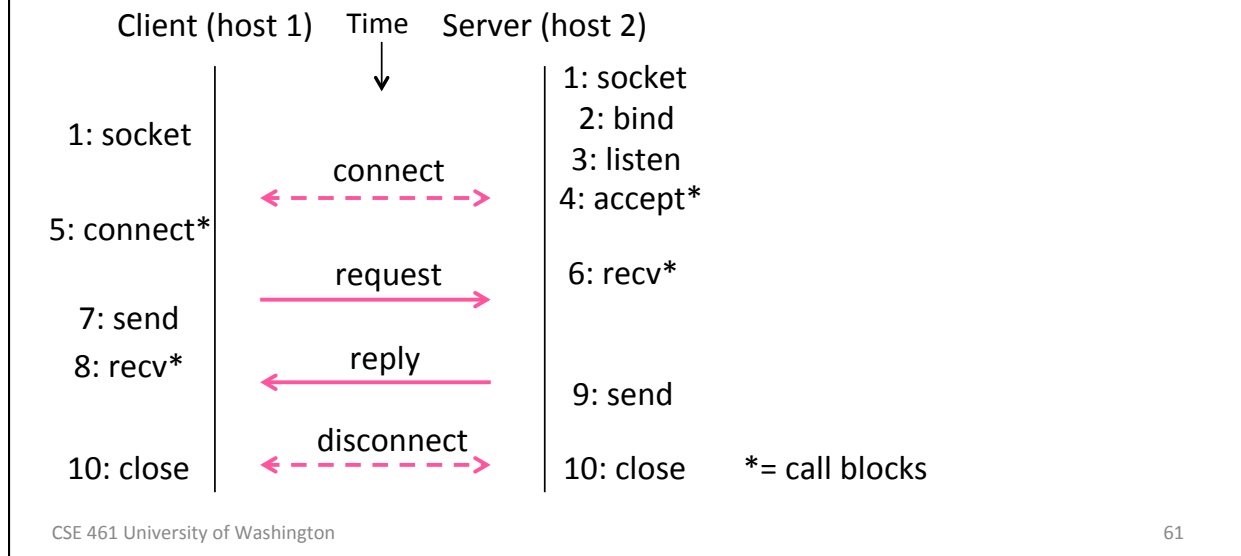 Client (host 1) Time Server (host 2)
1: socket
2: bind
1: socket
3: listen
connect
4: accept*
5: connect*
request
6: recv*
7: send
8: recv*
reply
9: send
disconnect
10: close
10: close
*= call blocks
CSE 461 University of Washington
61